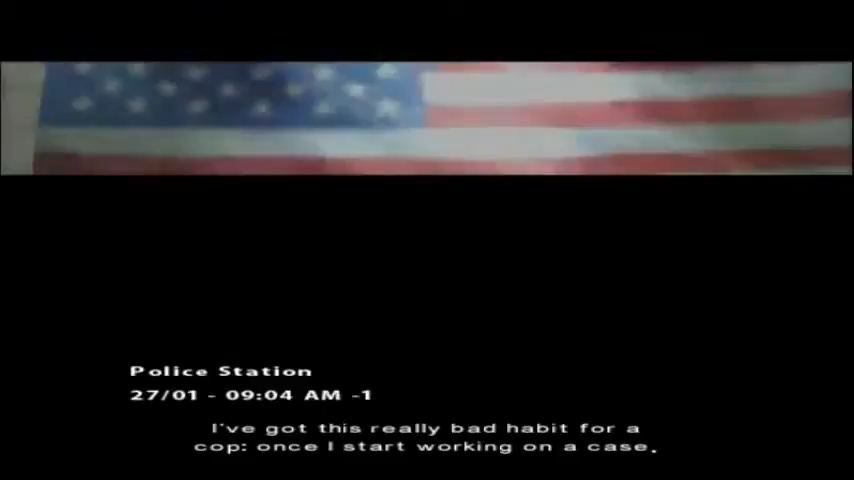 Police Station
27/01 - 09:04 AM -1
I've got this really bad habit for a
cop: once I start working on a case,